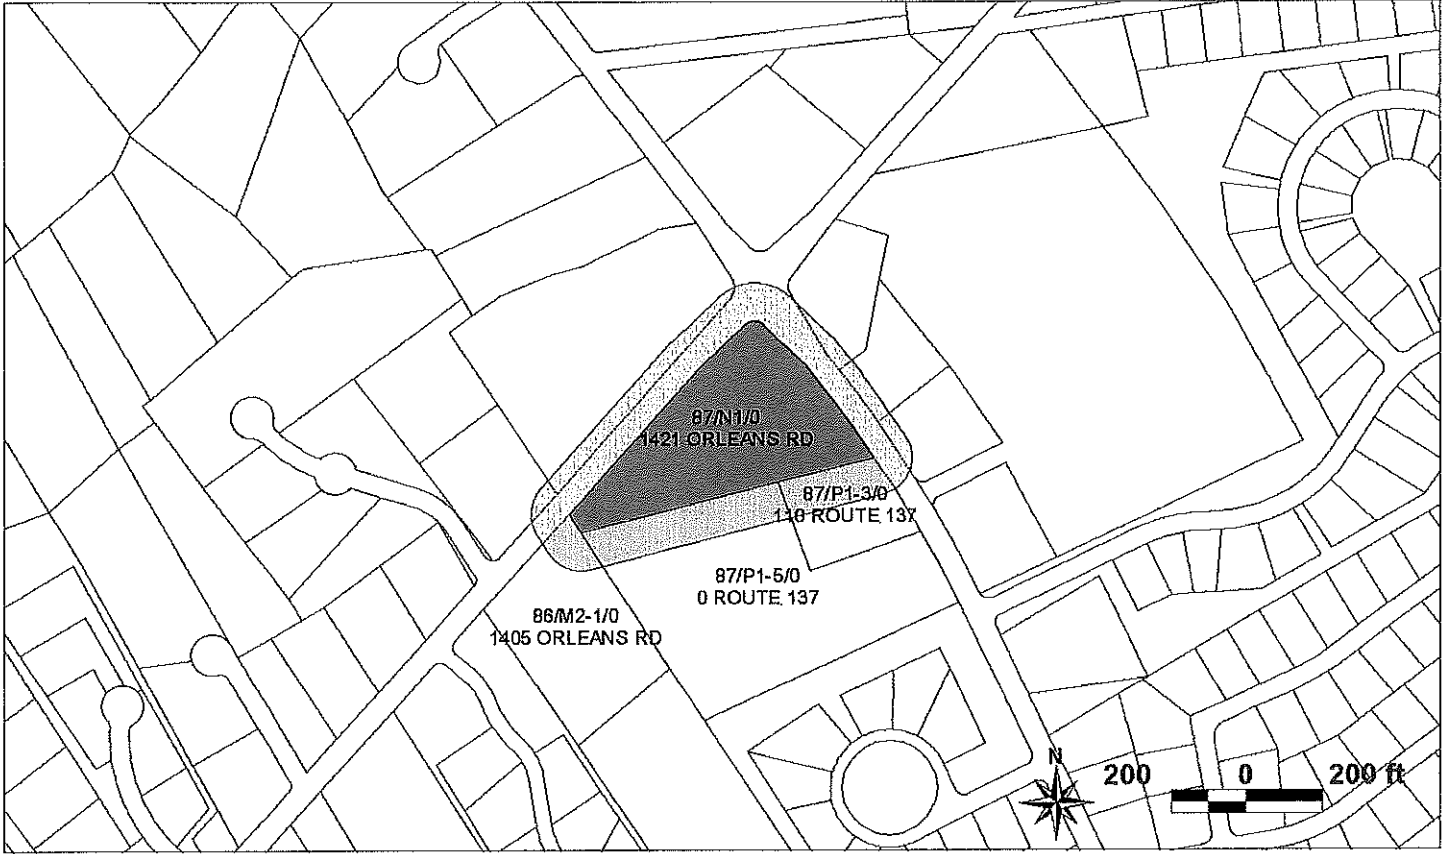 87/N1/0
1421 ORLEANS RD
87/P1-3/0
110 ROUTE 137
87/P1-5/0
0 ROUTE 137
86/M2-1/0
1405 ORLEANS RD
N
200 0 200 ft